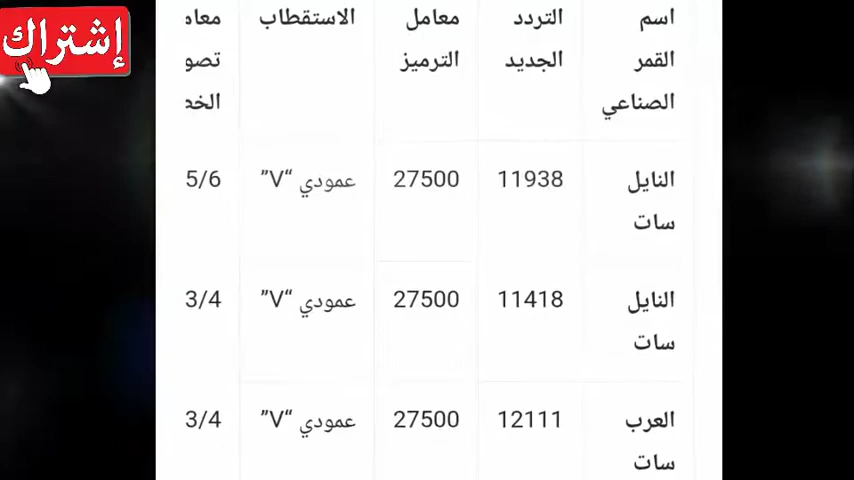 إشتراك
اسم التردد معامل الاستقطاب
القمر الجديد الترميز
الصناعي
النايل 11938 27500 عمودي “V” 5/6
سات
النايل 11418 27500 عمودي “V” 3/4
سات
العرب 12111 27500 عمودي “V” 3/4
سات